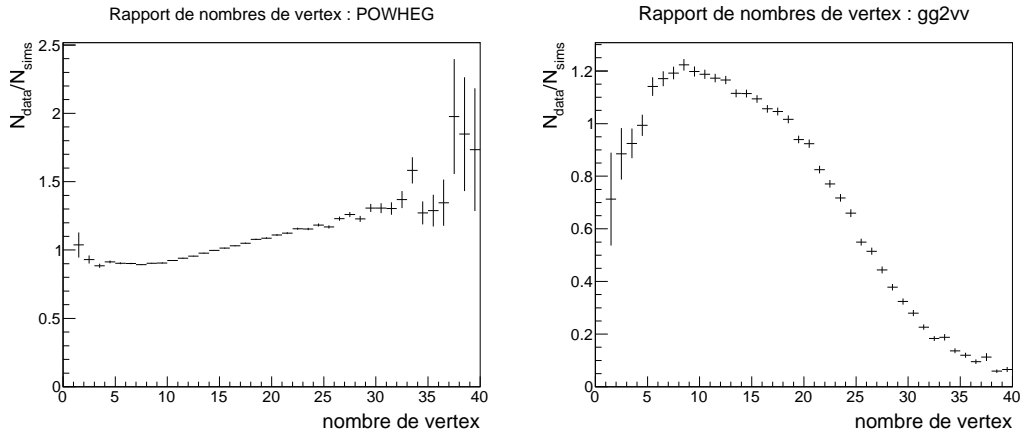 Rapport de nombres de vertex : POWHEG
N_data/N_sims
2.5
2
1.5
1
0.5
0
0 5 10 15 20 25 30 35 40
nombre de vertex
Rapport de nombres de vertex : gg2vv
N_data/N_sims
1.2
1
0.8
0.6
0.4
0.2
0
0 5 10 15 20 25 30 35 40
nombre de vertex